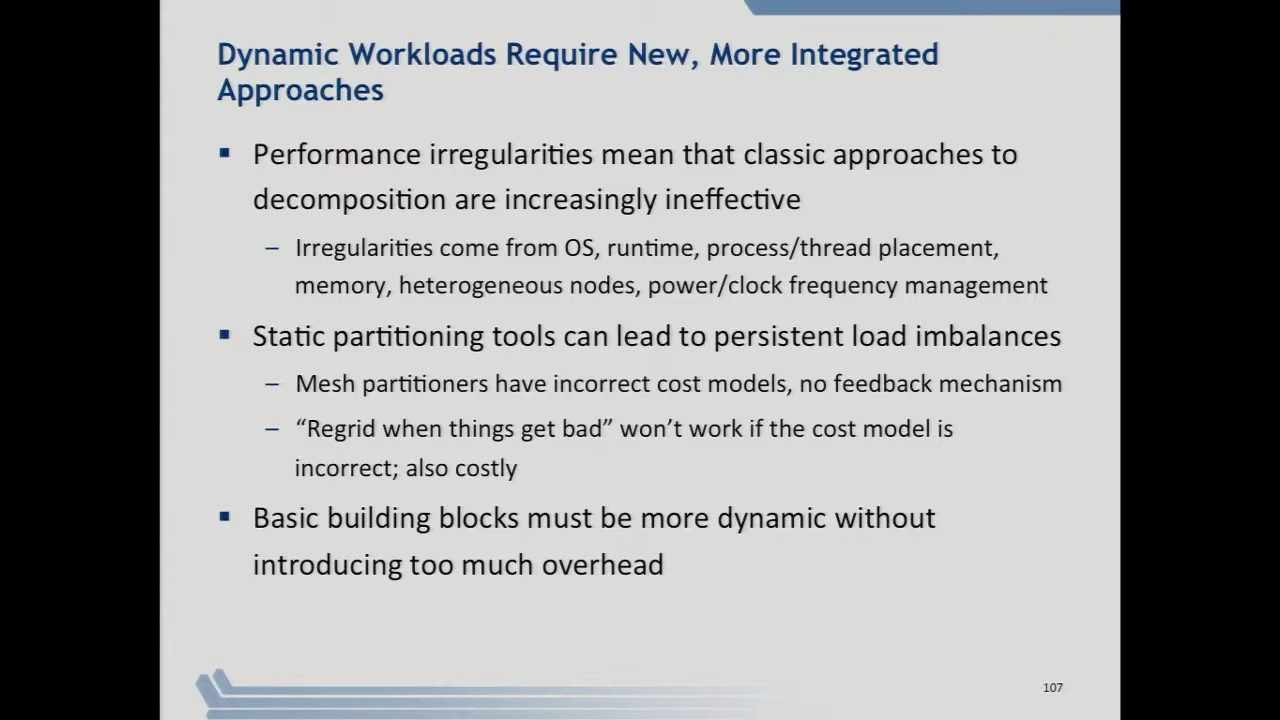 Dynamic Workloads Require New, More Integrated
Approaches
▪ Performance irregularities mean that classic approaches to
decomposition are increasingly ineffective
– Irregularities come from OS, runtime, process/thread placement,
memory, heterogeneous nodes, power/clock frequency management
▪ Static partitioning tools can lead to persistent load imbalances
– Mesh partitioners have incorrect cost models, no feedback mechanism
– “Regrid when things get bad” won’t work if the cost model is
incorrect; also costly
▪ Basic building blocks must be more dynamic without
introducing too much overhead
107